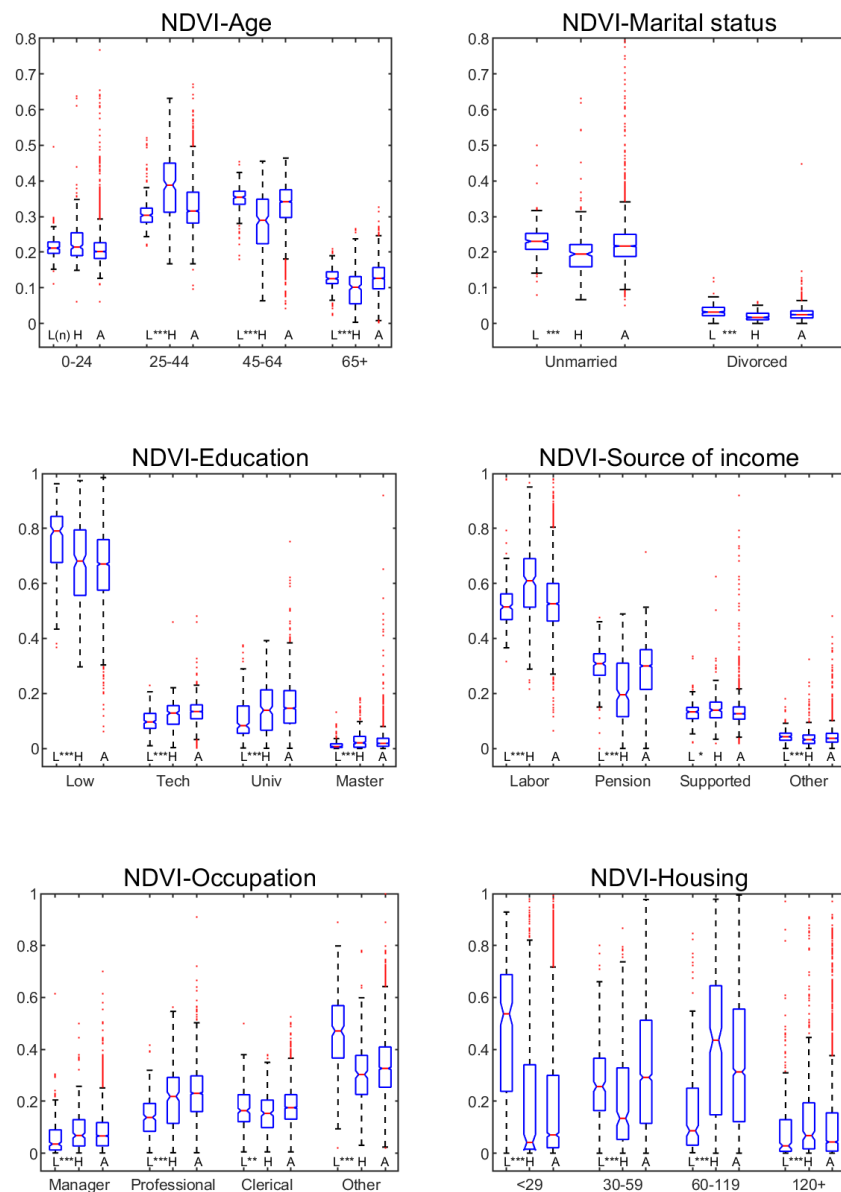 NDVI-Age
0.8
0.7
0.6
0.5
0.4
0.3
0.2
0.1
0
L(n) H A L***H A L***H A L***H A
0-24 25-44 45-64 65+
NDVI-Marital status
0.8
0.7
0.6
0.5
0.4
0.3
0.2
0.1
0
L *** H A L *** H A
Unmarried Divorced
NDVI-Education
1
0.8
0.6
0.4
0.2
0
L***H A L***H A L***H A L***H A
Low Tech Univ Master
NDVI-Source of income
1
0.8
0.6
0.4
0.2
0
L***H A L***H A L * H A L***H A
Labor Pension Supported Other
NDVI-Occupation
1
0.8
0.6
0.4
0.2
0
L***H A L***H A L** H A L*** H A
Manager Professional Clerical Other
NDVI-Housing
1
0.8
0.6
0.4
0.2
0
L***H A L***H A L***H A L***H A
<29 30-59 60-119 120+